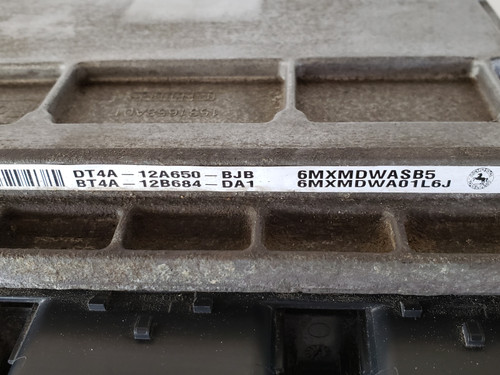 DT4A-12A650-BJB 6MXMDWASB5
BT4A-12B684-DA1 6MXMDWA01L6J